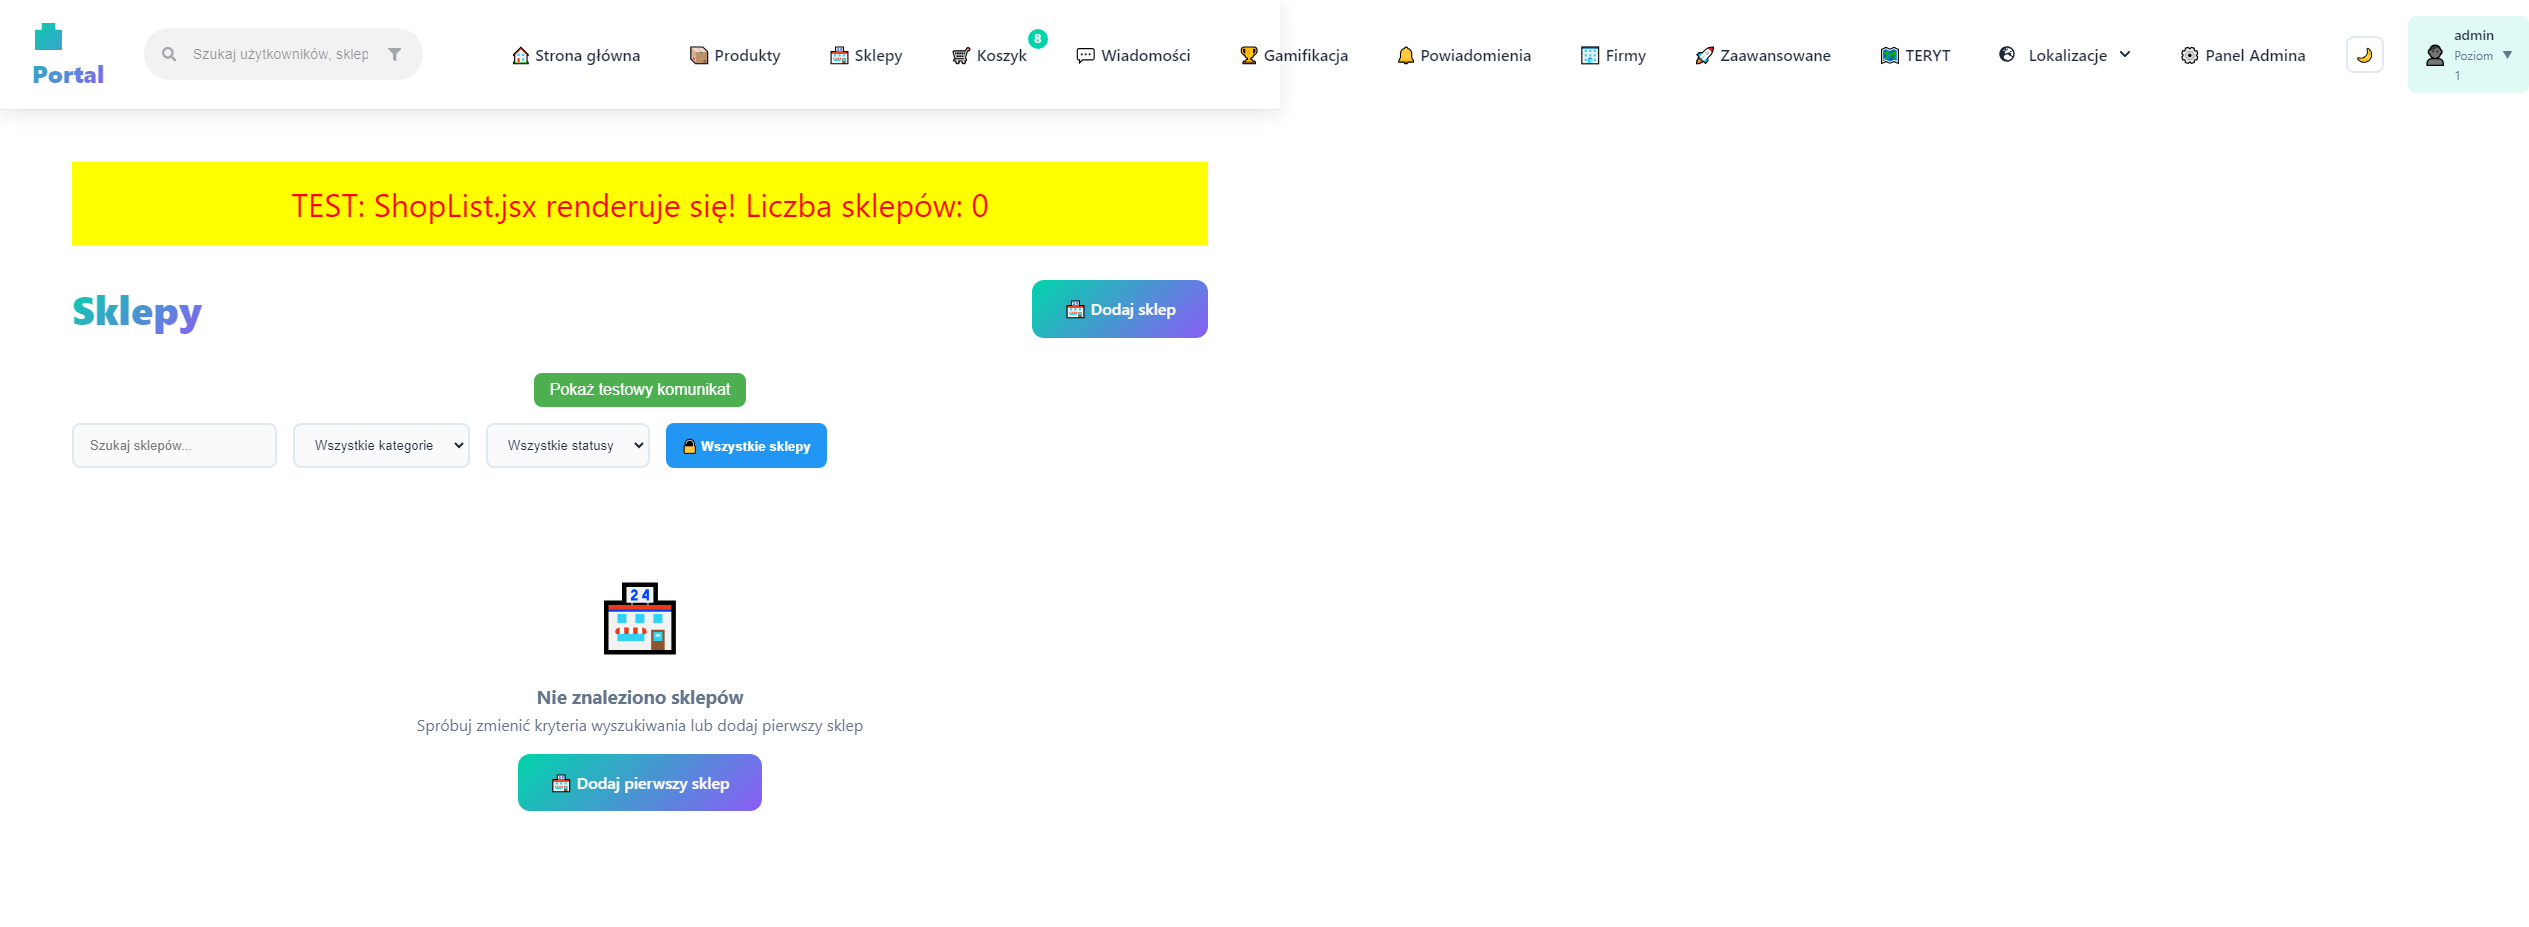 Portal
Szukaj użytkowników, sklep
Strona główna
Produkty
Sklepy
Koszyk
8
Wiadomości
Gamifikacja
Powiadomienia
Firmy
Zaawansowane
TERYT
Lokalizacje
Panel Admina
admin
Poziom
1
TEST: ShopList.jsx renderuje się! Liczba sklepów: 0
Sklepy
Dodaj sklep
Pokaż testowy komunikat
Szukaj sklepów...
Wszystkie kategorie
Wszystkie statusy
Wszystkie sklepy
24
Nie znaleziono sklepów
Spróbuj zmienić kryteria wyszukiwania lub dodaj pierwszy sklep
Dodaj pierwszy sklep